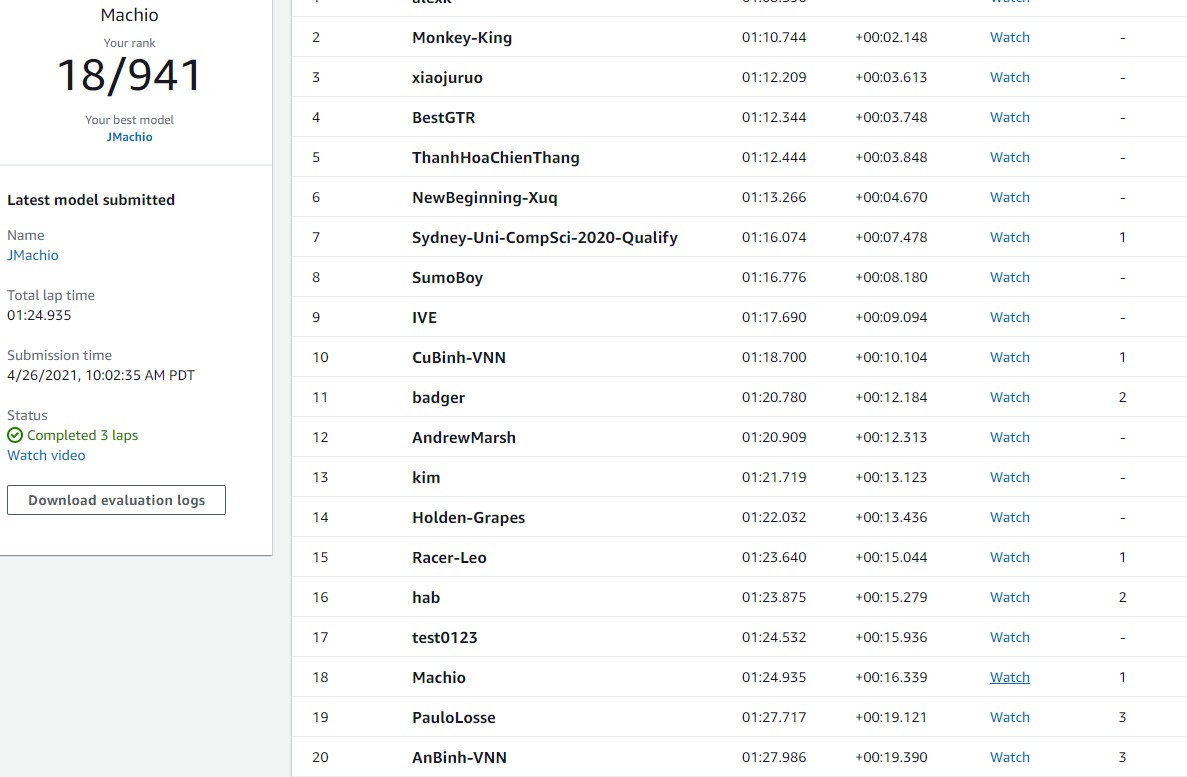 Machio
Your rank
18/941
Your best model
JMachio
Latest model submitted
Name
JMachio
Total lap time
01:24.935
Submission time
4/26/2021, 10:02:35 AM PDT
Status
Completed 3 laps
Watch video
Download evaluation logs
alexk Watch
2 Monkey-King 01:10.744 +00:02.148 Watch -
3 xiaojuruo 01:12.209 +00:03.613 Watch -
4 BestGTR 01:12.344 +00:03.748 Watch -
5 ThanhHoaChienThang 01:12.444 +00:03.848 Watch -
6 NewBeginning-Xuq 01:13.266 +00:04.670 Watch -
7 Sydney-Uni-CompSci-2020-Qualify 01:16.074 +00:07.478 Watch 1
8 SumoBoy 01:16.776 +00:08.180 Watch -
9 IVE 01:17.690 +00:09.094 Watch -
10 CuBinh-VNN 01:18.700 +00:10.104 Watch 1
11 badger 01:20.780 +00:12.184 Watch 2
12 AndrewMarsh 01:20.909 +00:12.313 Watch -
13 kim 01:21.719 +00:13.123 Watch -
14 Holden-Grapes 01:22.032 +00:13.436 Watch -
15 Racer-Leo 01:23.640 +00:15.044 Watch 1
16 hab 01:23.875 +00:15.279 Watch 2
17 test0123 01:24.532 +00:15.936 Watch -
18 Machio 01:24.935 +00:16.339 Watch 1
19 PauloLosse 01:27.717 +00:19.121 Watch 3
20 AnBinh-VNN 01:27.986 +00:19.390 Watch 3